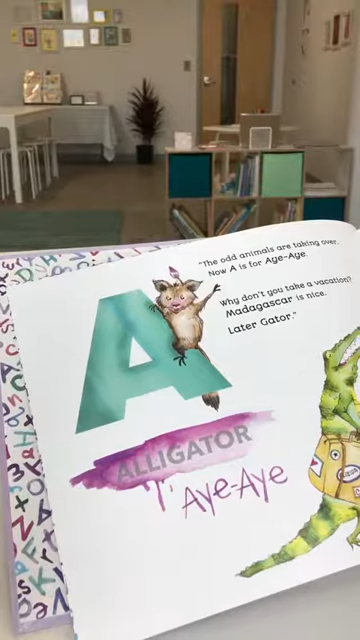 "The odd animals are taking over.
Now A is for Aye-Aye.
Why don't you take a vacation?
Madagascar is nice.
Later Gator."
A
ALLIGATOR
Aye-Aye